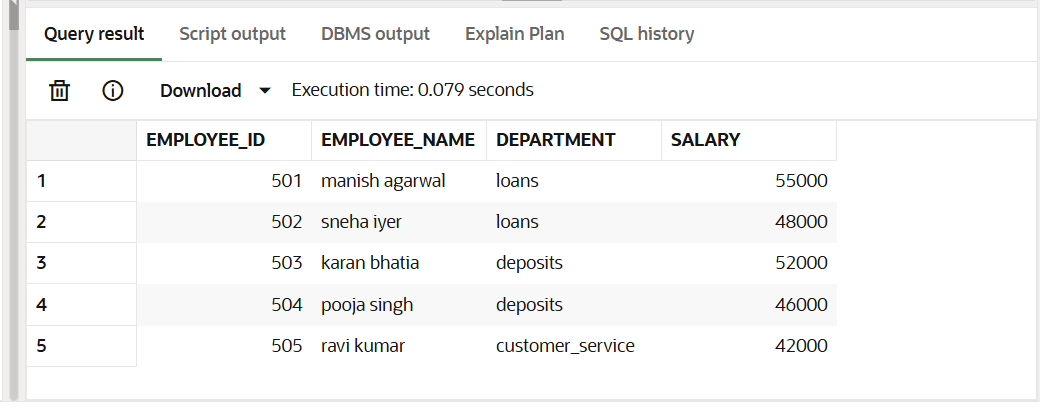 Query result Script output DBMS output Explain Plan SQL history
Download Execution time: 0.079 seconds
EMPLOYEE_ID EMPLOYEE_NAME DEPARTMENT SALARY
1 501 manish agarwal loans 55000
2 502 sneha iyer loans 48000
3 503 karan bhatia deposits 52000
4 504 pooja singh deposits 46000
5 505 ravi kumar customer_service 42000